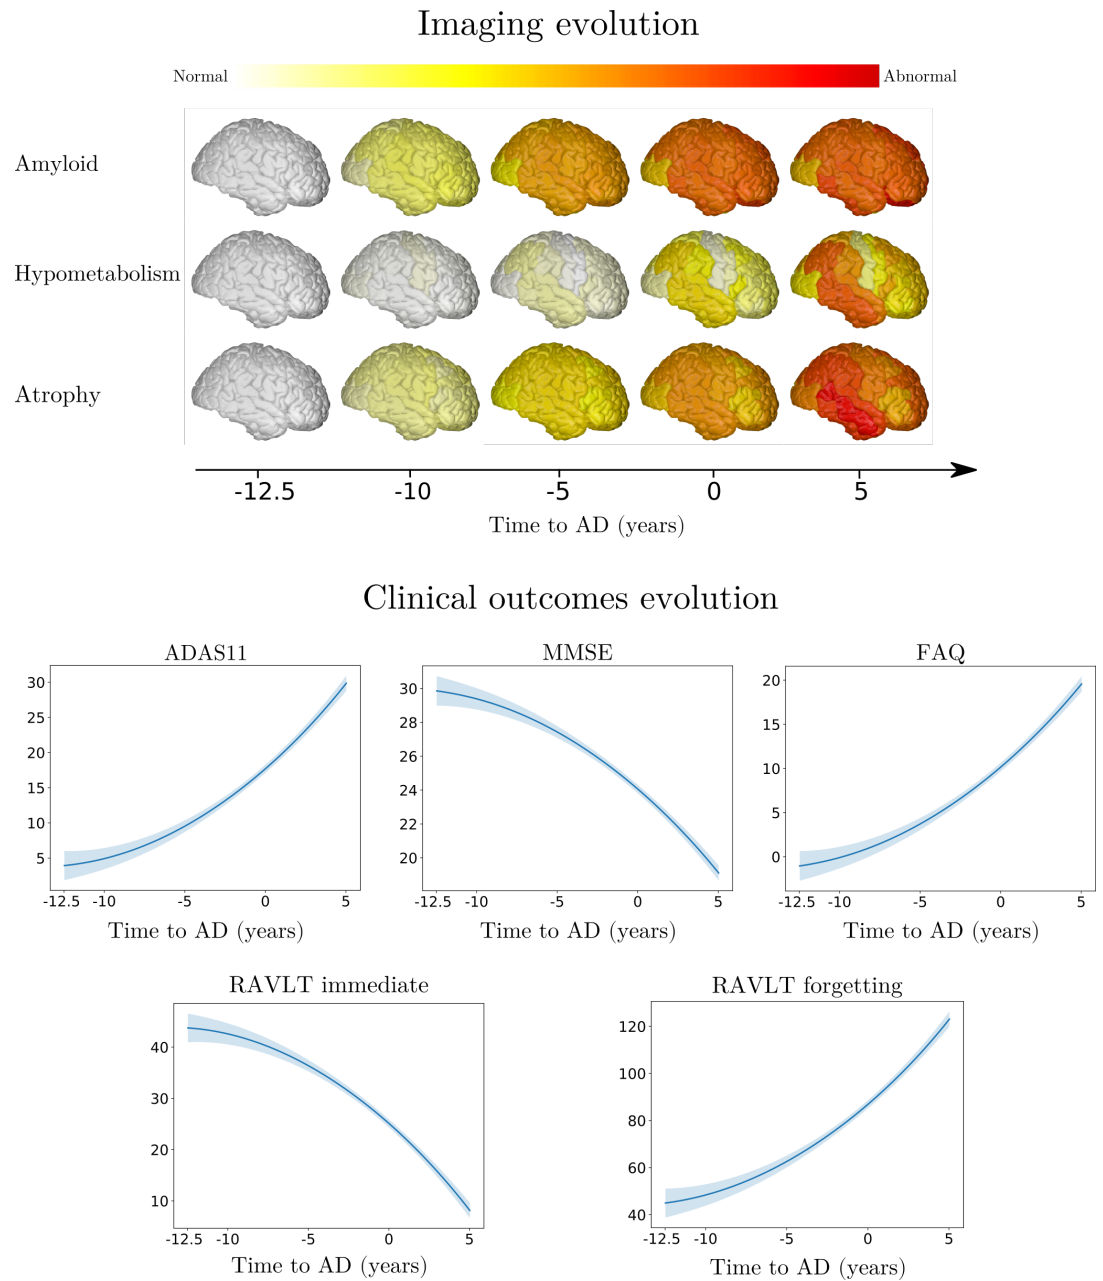 Imaging evolution
Normal Abnormal
Amyloid
Hypometabolism
Atrophy
-12.5 -10 -5 0 5
Time to AD (years)
Clinical outcomes evolution
ADAS11 MMSE FAQ
30
25
20
15
10
5
-12.5 -10 -5 0 5
Time to AD (years)
30
28
26
24
22
20
-12.5 -10 -5 0 5
Time to AD (years)
20
15
10
5
0
-12.5 -10 -5 0 5
Time to AD (years)
RAVLT immediate RAVLT forgetting
40
30
20
10
-12.5 -10 -5 0 5
Time to AD (years)
120
100
80
60
40
-12.5 -10 -5 0 5
Time to AD (years)